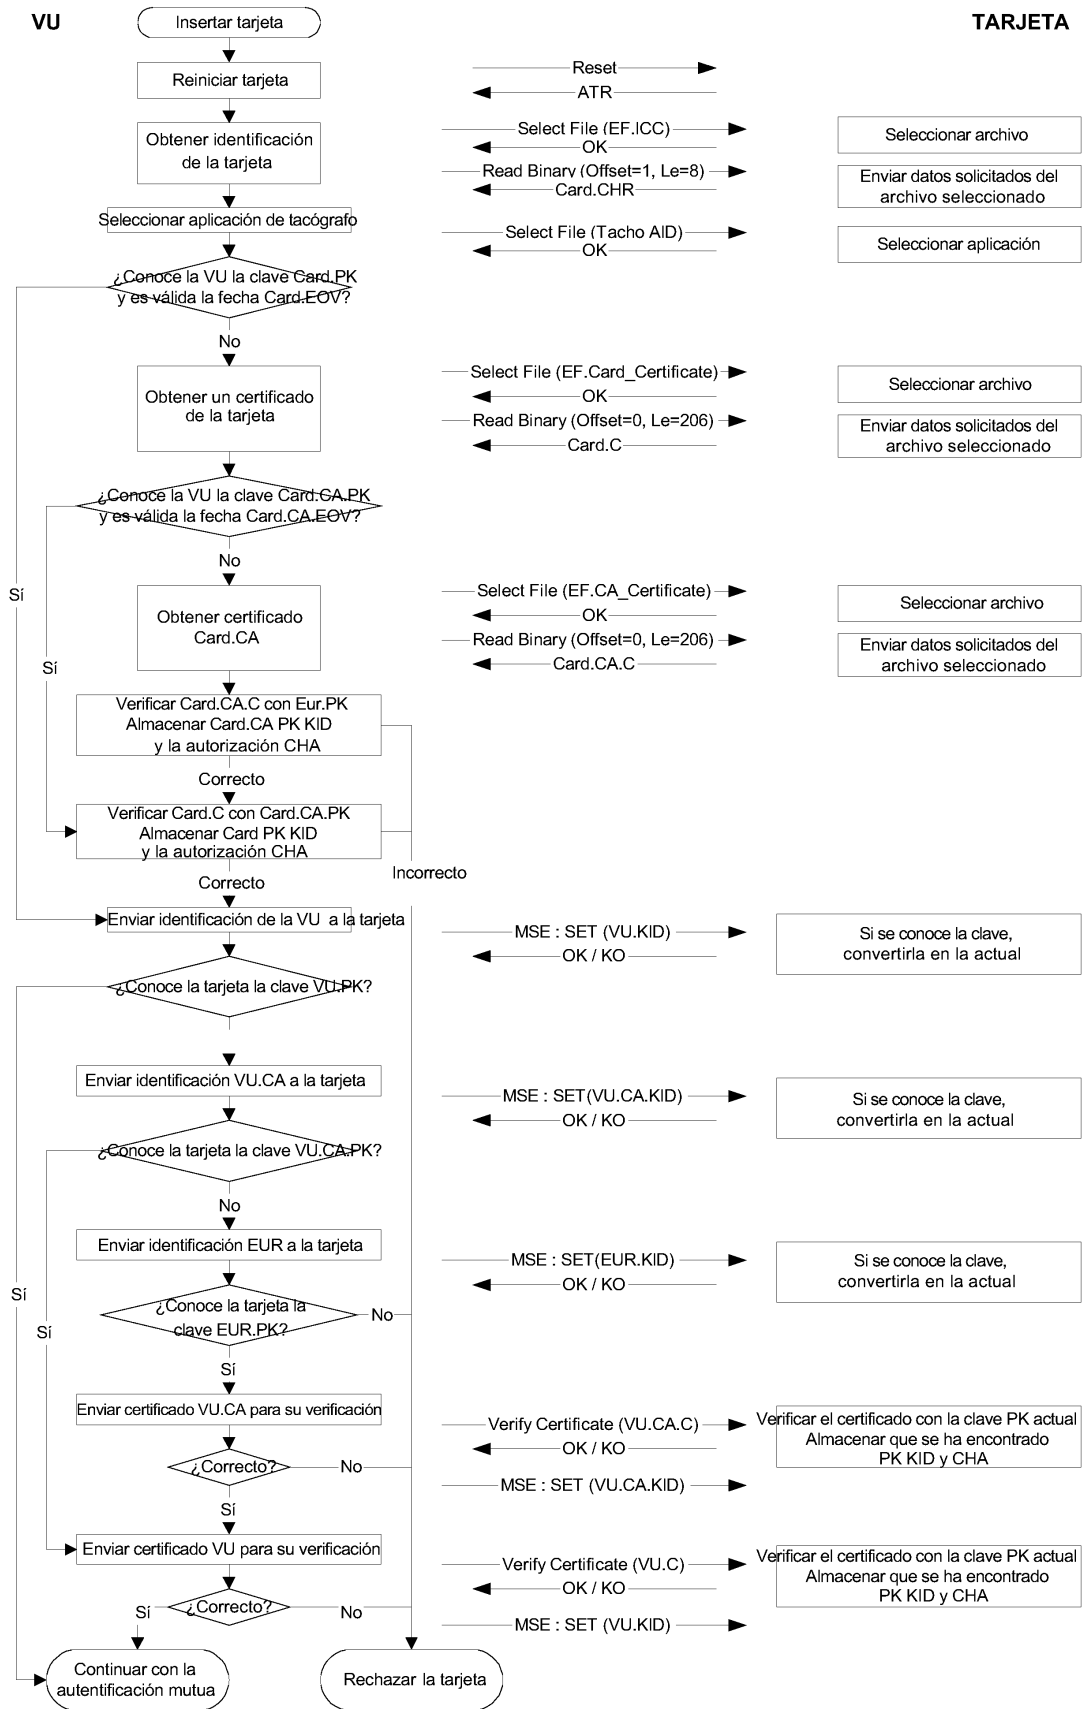 VU
TARJETA
Insertar tarjeta
Reiniciar tarjeta
Reset
ATR
Obtener identificación
de la tarjeta
Select File (EF.ICC)
OK
Seleccionar archivo
Read Binary (Offset=1, Le=8)
Card.CHR
Enviar datos solicitados del
archivo seleccionado
Seleccionar aplicación de tacógrafo
Select File (Tacho AID)
OK
Seleccionar aplicación
¿Conoce la VU la clave Card.PK
y es válida la fecha Card.EOV?
No
Obtener un certificado
de la tarjeta
Select File (EF.Card_Certificate)
OK
Seleccionar archivo
Read Binary (Offset=0, Le=206)
Card.C
Enviar datos solicitados del
archivo seleccionado
¿Conoce la VU la clave Card.CA.PK
y es válida la fecha Card.CA.EOV?
No
Sí
Obtener certificado
Card.CA
Select File (EF.CA_Certificate)
OK
Seleccionar archivo
Read Binary (Offset=0, Le=206)
Card.CA.C
Enviar datos solicitados del
archivo seleccionado
Sí
Verificar Card.CA.C con Eur.PK
Almacenar Card.CA PK KID
y la autorización CHA
Correcto
Verificar Card.C con Card.CA.PK
Almacenar Card PK KID
y la autorización CHA
Incorrecto
Correcto
Enviar identificación de la VU a la tarjeta
MSE : SET (VU.KID)
OK / KO
Si se conoce la clave,
convertirla en la actual
¿Conoce la tarjeta la clave VU.PK?
Enviar identificación VU.CA a la tarjeta
MSE : SET(VU.CA.KID)
OK / KO
Si se conoce la clave,
convertirla en la actual
¿Conoce la tarjeta la clave VU.CA.PK?
No
Enviar identificación EUR a la tarjeta
MSE : SET(EUR.KID)
OK / KO
Si se conoce la clave,
convertirla en la actual
Sí
¿Conoce la tarjeta la
clave EUR.PK?
No
Sí
Sí
Enviar certificado VU.CA para su verificación
Verify Certificate (VU.CA.C)
OK / KO
Verificar el certificado con la clave PK actual
Almacenar que se ha encontrado
PK KID y CHA
¿Correcto?
No
MSE : SET (VU.CA.KID)
Sí
Enviar certificado VU para su verificación
Verify Certificate (VU.C)
OK / KO
Verificar el certificado con la clave PK actual
Almacenar que se ha encontrado
PK KID y CHA
Sí
¿Correcto?
No
MSE : SET (VU.KID)
Continuar con la
autentificación mutua
Rechazar la tarjeta